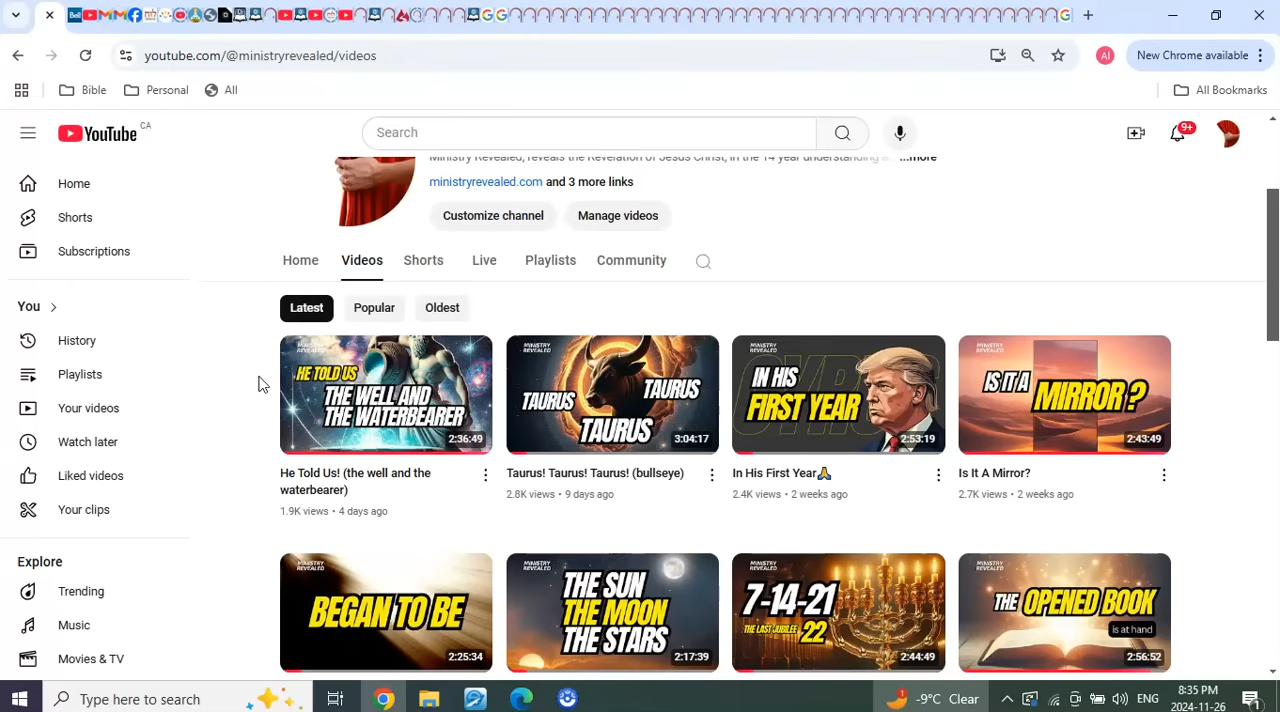 youtube.com/@ministryrevealed/videos
New Chrome available
Bible
Personal
All
All Bookmarks
YouTube CA
Search
9+
Ministry Revealed, reveals the Revelation of Jesus Christ, in the 14 year understanding a
...more
ministryrevealed.com and 3 more links
Customize channel
Manage videos
Home
Shorts
Subscriptions
You
History
Playlists
Your videos
Watch later
Liked videos
Your clips
Explore
Trending
Music
Movies & TV
Home
Videos
Shorts
Live
Playlists
Community
Latest
Popular
Oldest
MINISTRY
REVEALED
HE TOLD US
THE WELL AND
THE WATERBEARER
2:36:49
He Told Us! (the well and the
waterbearer)
1.9K views • 4 days ago
MINISTRY
REVEALED
TAURUS
TAURUS
TAURUS
3:04:17
Taurus! Taurus! Taurus! (bullseye)
2.8K views • 9 days ago
MINISTRY
REVEALED
IN HIS
FIRST YEAR
2:53:19
In His First Year🙏
2.4K views • 2 weeks ago
MINISTRY
REVEALED
IS IT A
MIRROR?
2:43:49
Is It A Mirror?
2.7K views • 2 weeks ago
MINISTRY
REVEALED
BEGAN TO BE
2:25:34
MINISTRY
REVEALED
THE SUN
THE MOON
THE STARS
2:17:39
MINISTRY
REVEALED
7-14-21
THE LAST JUBILEE 22
2:44:49
MINISTRY
REVEALED
THE OPENED BOOK
is at hand
2:56:52
Type here to search
-9°C Clear
ENG
8:35 PM
2024-11-26